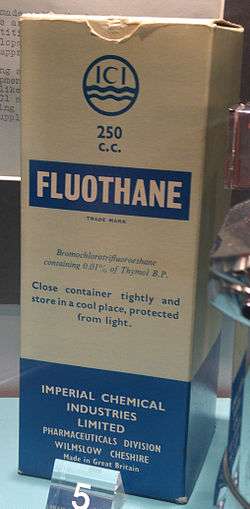 ICI
250
c.c.
FLUOTHANE
TRADE MARK
Bromochlorotrifluoroethane
containing 0.01% of Thymol B.P.
Close container tightly and
store in a cool place, protected
from light.
IMPERIAL CHEMICAL
INDUSTRIES
LIMITED
PHARMACEUTICALS DIVISION
WILMSLOW CHESHIRE
Made in Great Britain
5